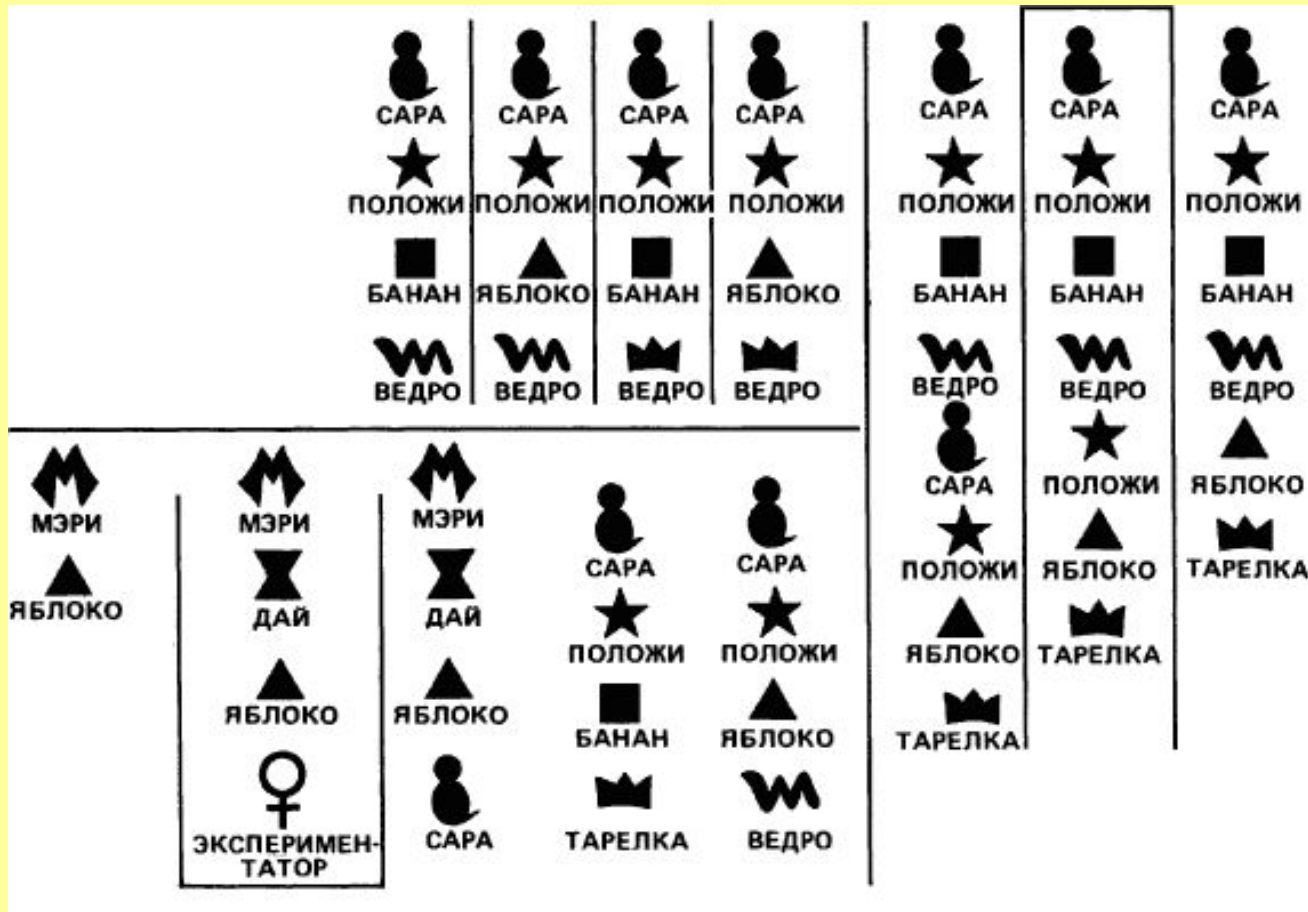 САРА САРА САРА САРА
ПОЛОЖИ ПОЛОЖИ ПОЛОЖИ ПОЛОЖИ
БАНАН ЯБЛОКО БАНАН ЯБЛОКО
ВЕДРО ВЕДРО ВЕДРО ВЕДРО
САРА САРА САРА
ПОЛОЖИ ПОЛОЖИ ПОЛОЖИ
БАНАН БАНАН БАНАН
ВЕДРО ВЕДРО ВЕДРО
САРА ПОЛОЖИ ЯБЛОКО
ПОЛОЖИ ЯБЛОКО ТАРЕЛКА
ЯБЛОКО ТАРЕЛКА
ТАРЕЛКА
МЭРИ МЭРИ МЭРИ
ЯБЛОКО ДАЙ ДАЙ
ЯБЛОКО ЯБЛОКО
ЭКСПЕРИМЕН-
ТАТОР
САРА
САРА САРА
ПОЛОЖИ ПОЛОЖИ
БАНАН ЯБЛОКО
ТАРЕЛКА ВЕДРО